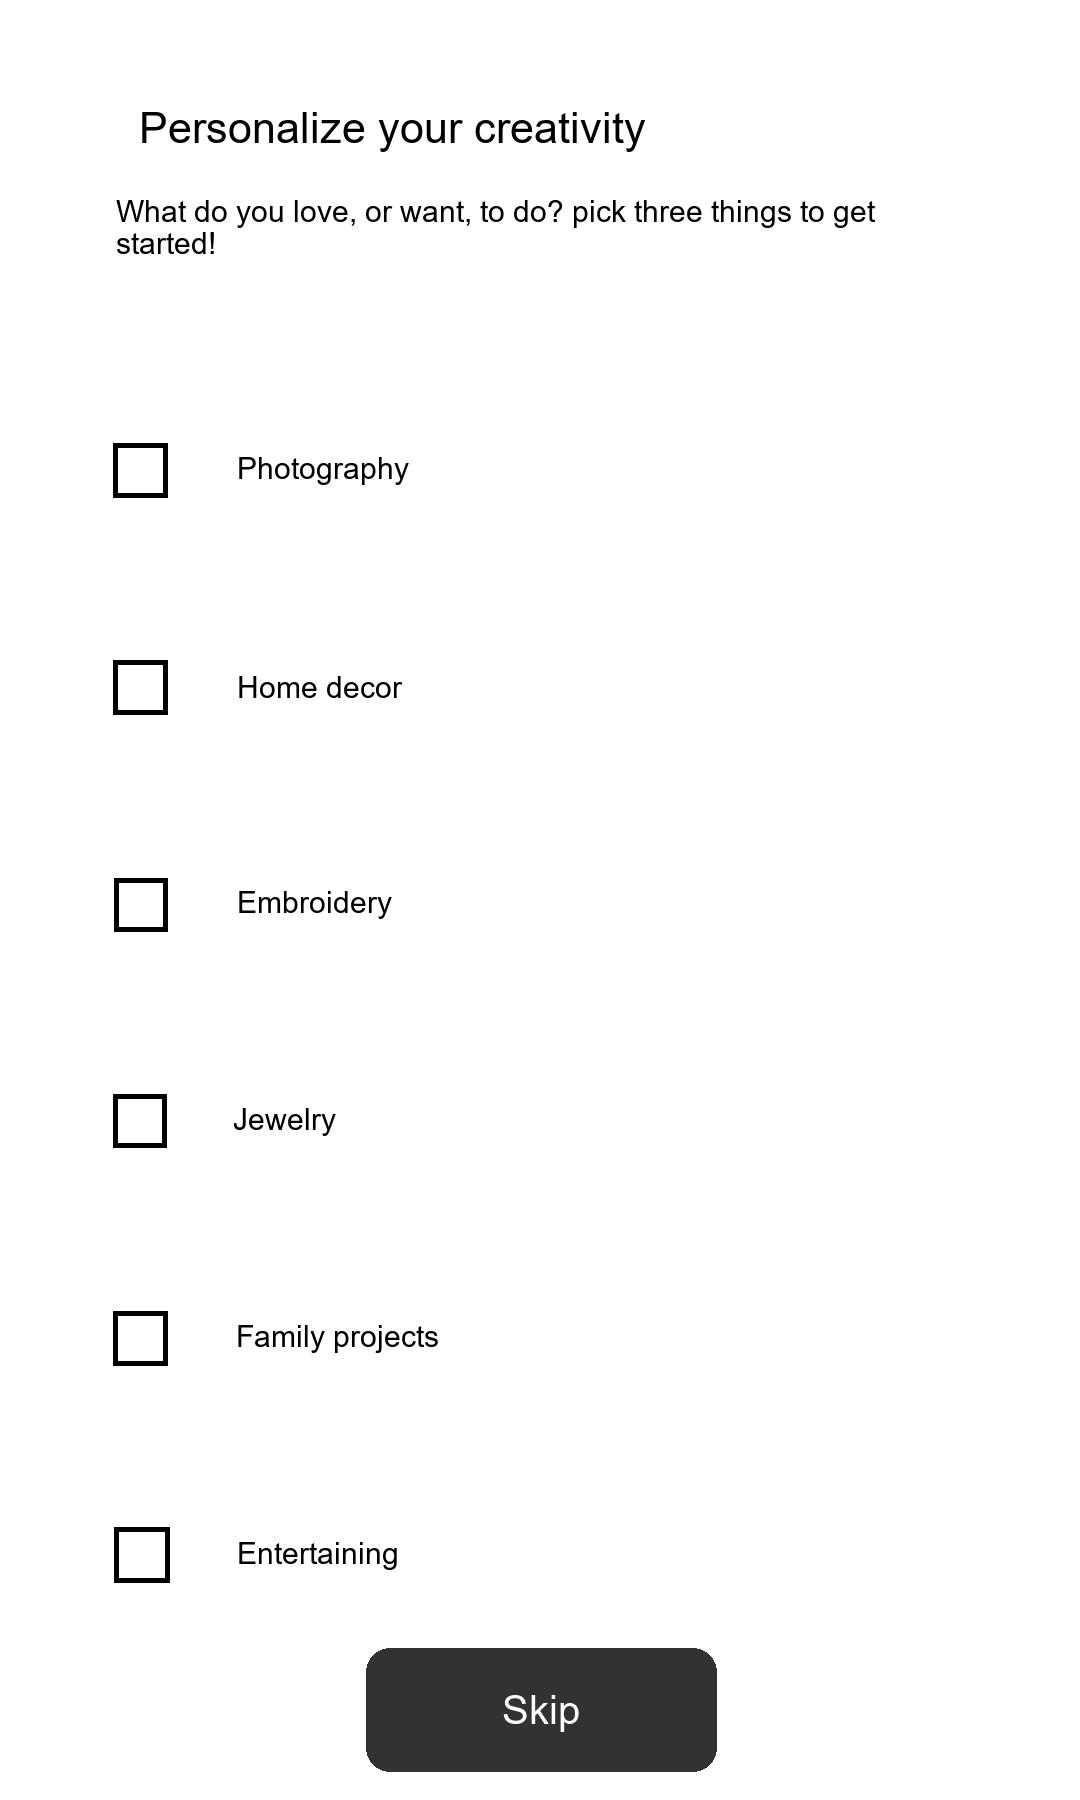 Personalize your creativity
What do you love, or want, to do? pick three things to get
started!
Photography
Home decor
Embroidery
Jewelry
Family projects
Entertaining
Skip